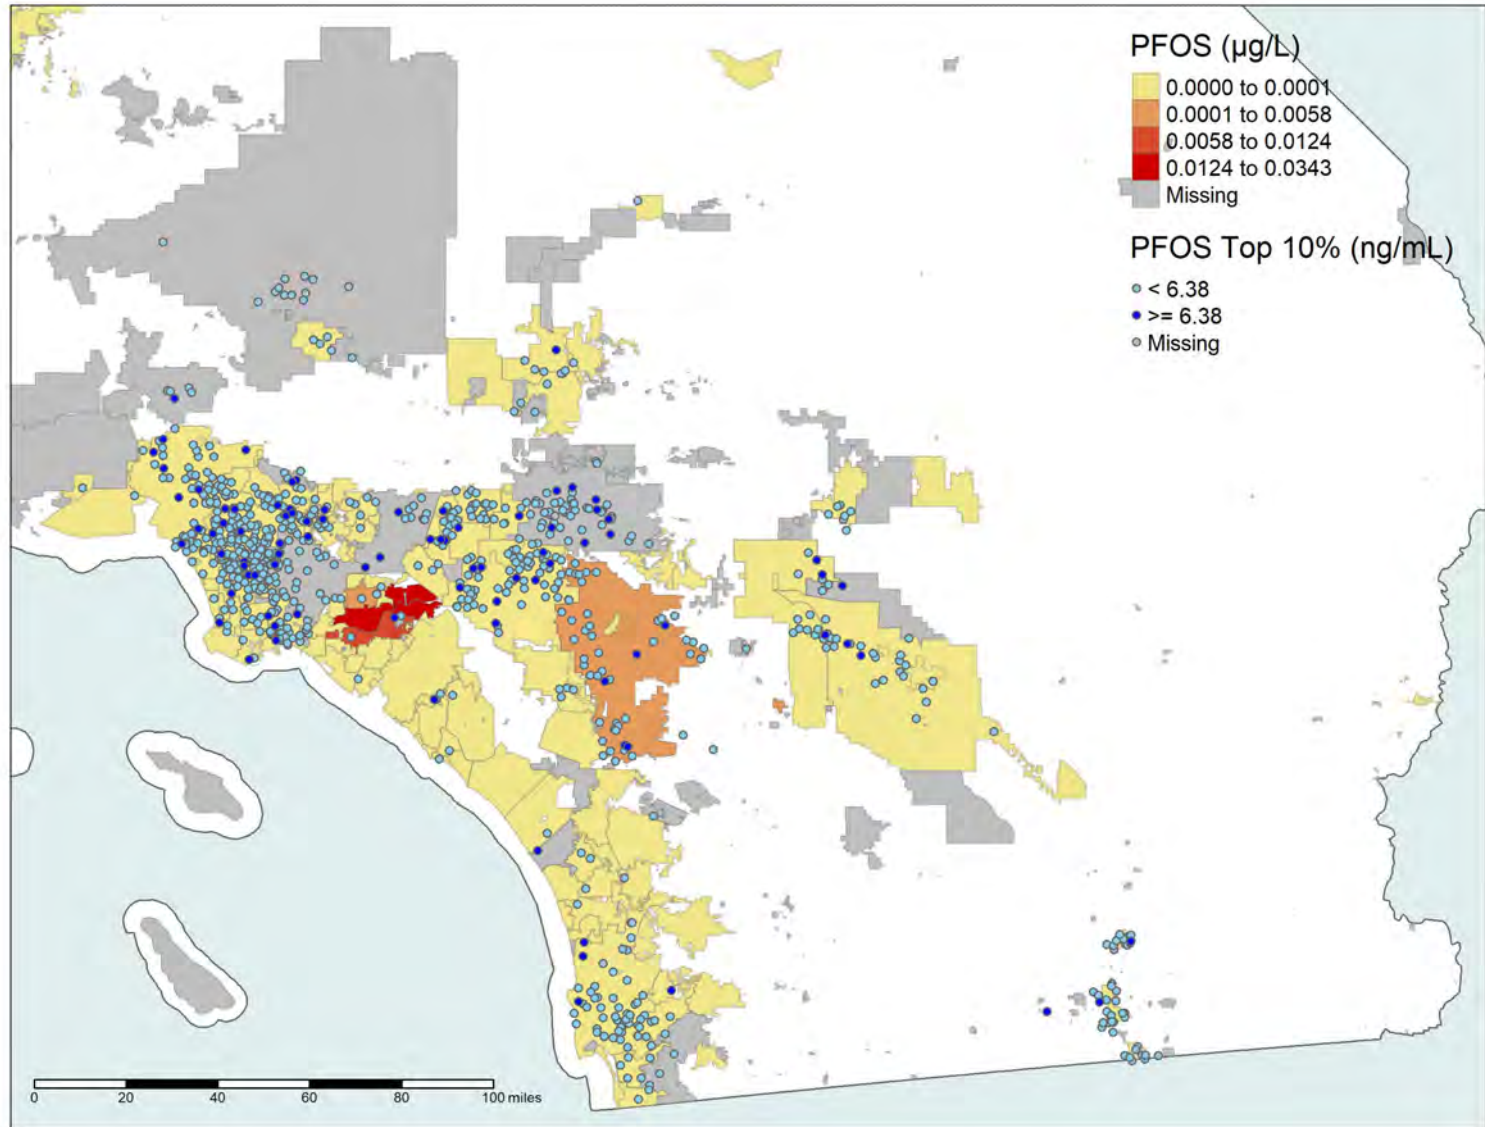 PFOS (µg/L)
0.0000 to 0.0001
0.0001 to 0.0058
0.0058 to 0.0124
0.0124 to 0.0343
Missing
PFOS Top 10% (ng/mL)
< 6.38
>= 6.38
Missing
0 20 40 60 80 100 miles